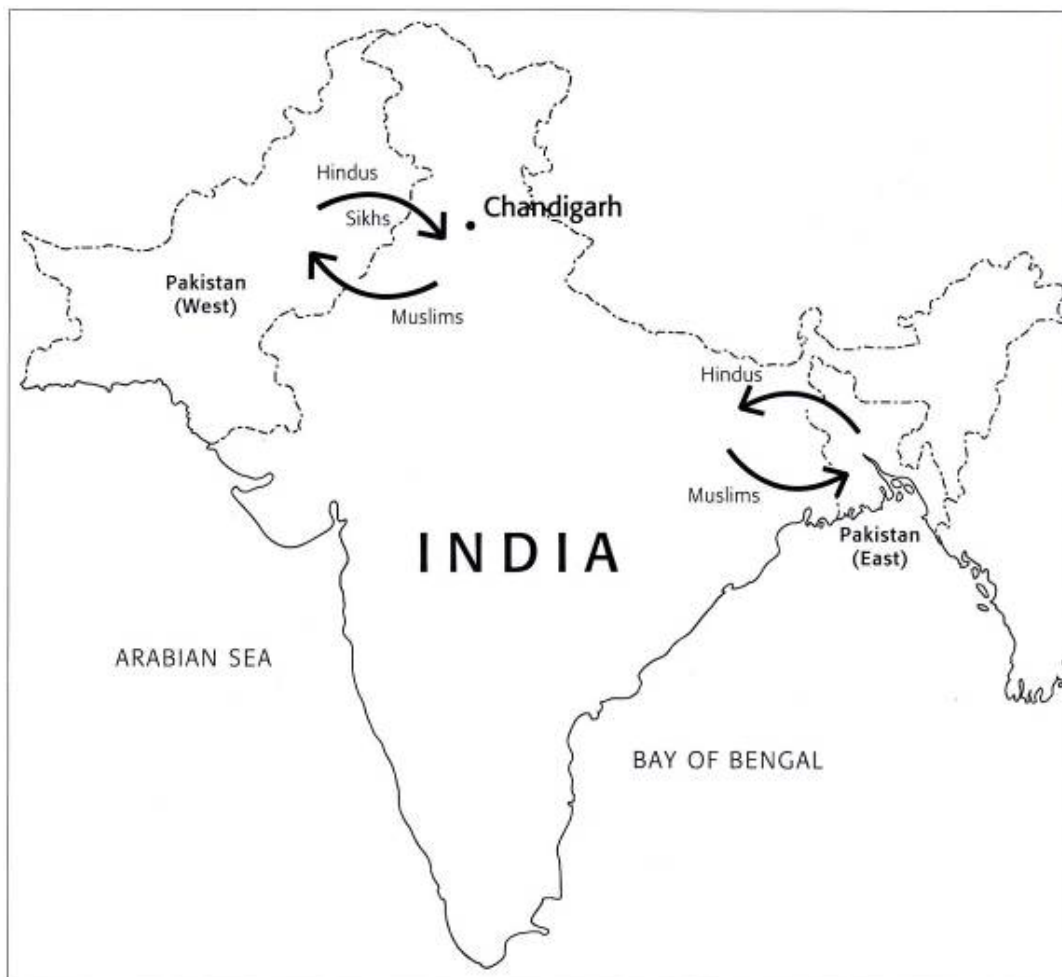 Hindus
Sikhs
Chandigarh
Pakistan
(West)
Muslims
Hindus
Muslims
Pakistan
(East)
INDIA
ARABIAN SEA
BAY OF BENGAL